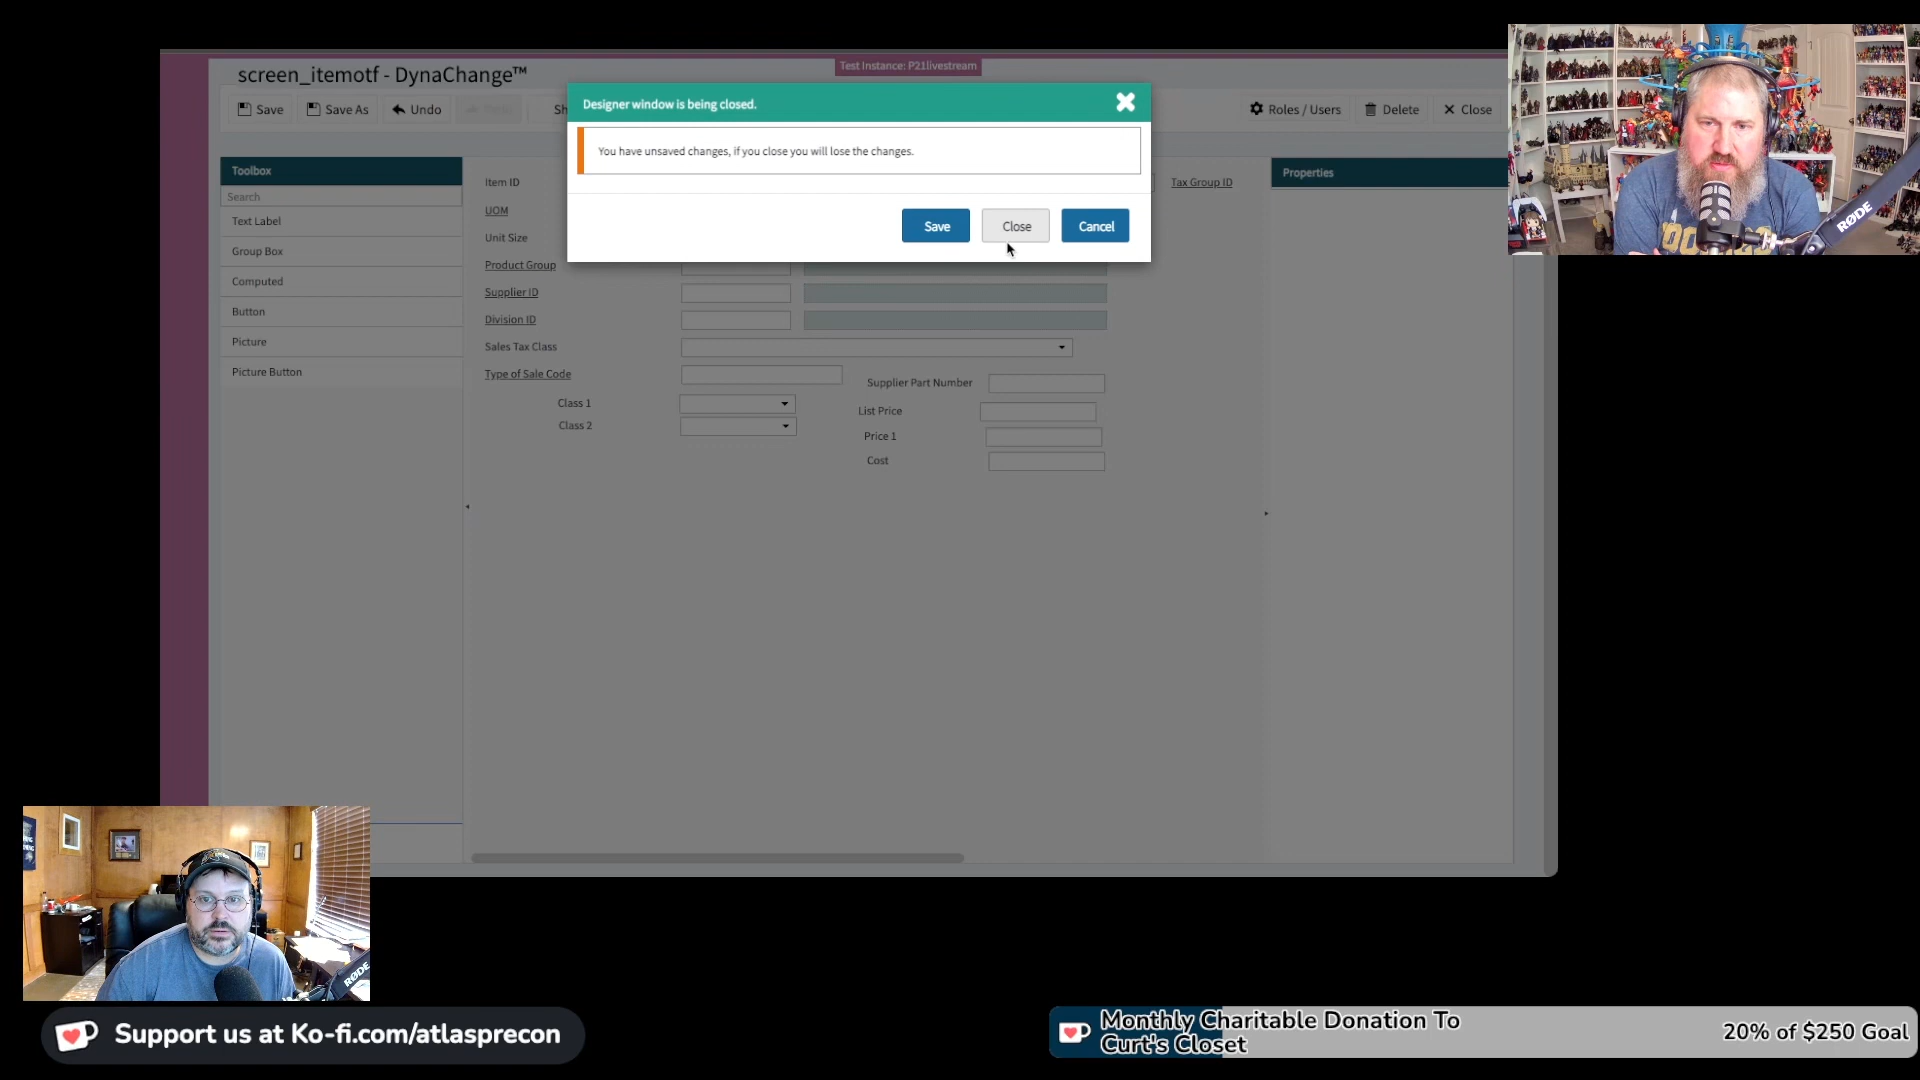 screen_itemotf - DynaChange™
Test Instance: P21livestream
Save
Save As
Undo
Sh
Roles / Users
Delete
Close
Designer window is being closed.
You have unsaved changes, if you close you will lose the changes.
Save
Close
Cancel
Toolbox
Search
Text Label
Group Box
Computed
Button
Picture
Picture Button
Item ID
UOM
Unit Size
Product Group
Supplier ID
Division ID
Sales Tax Class
Type of Sale Code
Class 1
Class 2
Supplier Part Number
List Price
Price 1
Cost
Tax Group ID
Properties
RØDE
RØDE
Support us at Ko-fi.com/atlasprecon
Monthly Charitable Donation To
Curt's Closet
20% of $250 Goal